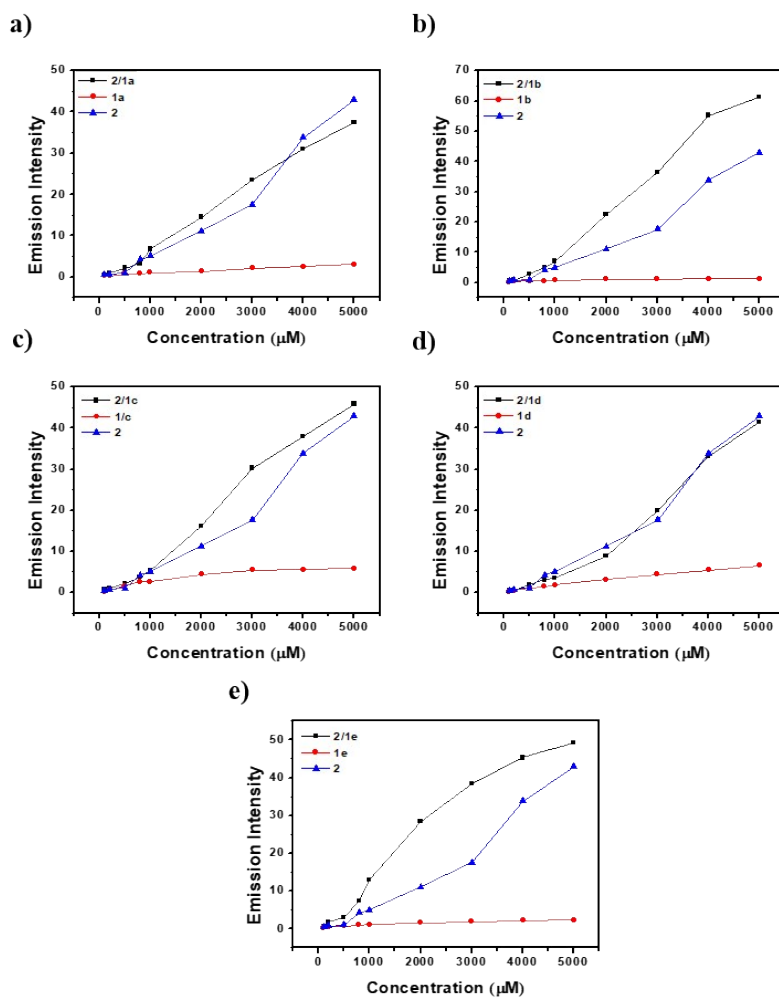 a)
50
40
30
20
10
0
2/1a
1a
2
Emission Intensity
0 1000 2000 3000 4000 5000
Concentration (μM)
b)
70
60
50
40
30
20
10
0
2/1b
1b
2
Emission Intensity
0 1000 2000 3000 4000 5000
Concentration (μM)
c)
50
40
30
20
10
0
2/1c
1/c
2
Emission Intensity
0 1000 2000 3000 4000 5000
Concentration (μM)
d)
50
40
30
20
10
0
2/1d
1d
2
Emission Intensity
0 1000 2000 3000 4000 5000
Concentration (μM)
e)
50
40
30
20
10
0
2/1e
1e
2
Emission Intensity
0 1000 2000 3000 4000 5000
Concentration (μM)